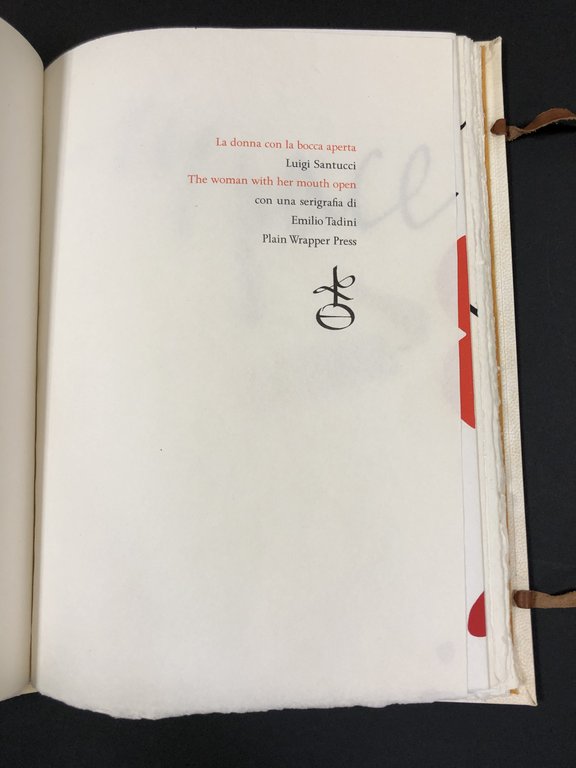 La donna con la bocca aperta
Luigi Santucci
The woman with her mouth open
con una serigrafia di
Emilio Tadini
Plain Wrapper Press